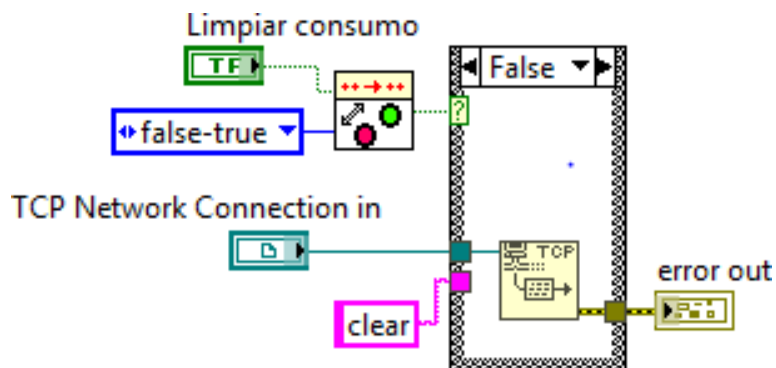 Limpiar consumo
TF
False
?
false-true
TCP Network Connection in
TCP
error out
clear